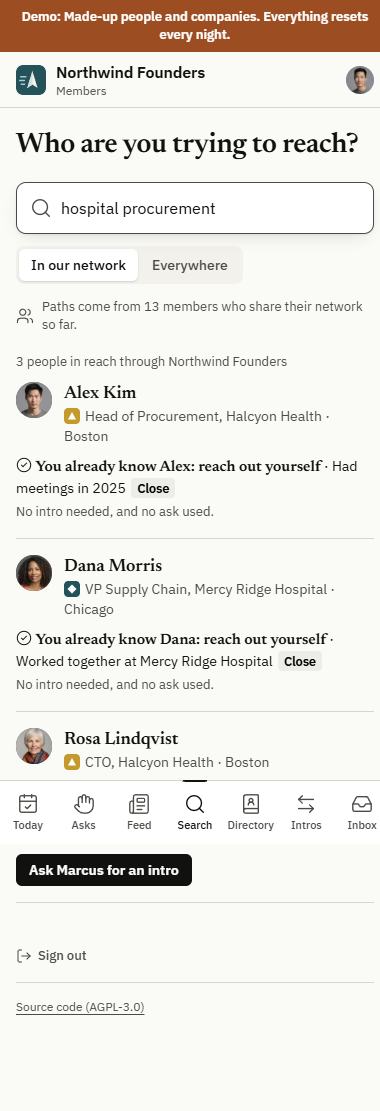 Demo: Made-up people and companies. Everything resets
every night.
Northwind Founders
Members
Who are you trying to reach?
hospital procurement
In our network
Everywhere
Paths come from 13 members who share their network
so far.
3 people in reach through Northwind Founders
Alex Kim
Head of Procurement, Halcyon Health ·
Boston
You already know Alex: reach out yourself · Had
meetings in 2025 Close
No intro needed, and no ask used.
Dana Morris
VP Supply Chain, Mercy Ridge Hospital ·
Chicago
You already know Dana: reach out yourself ·
Worked together at Mercy Ridge Hospital Close
No intro needed, and no ask used.
Rosa Lindqvist
CTO, Halcyon Health · Boston
Today
Asks
Feed
Search
Directory
Intros
Inbox
Ask Marcus for an intro
Sign out
Source code (AGPL-3.0)